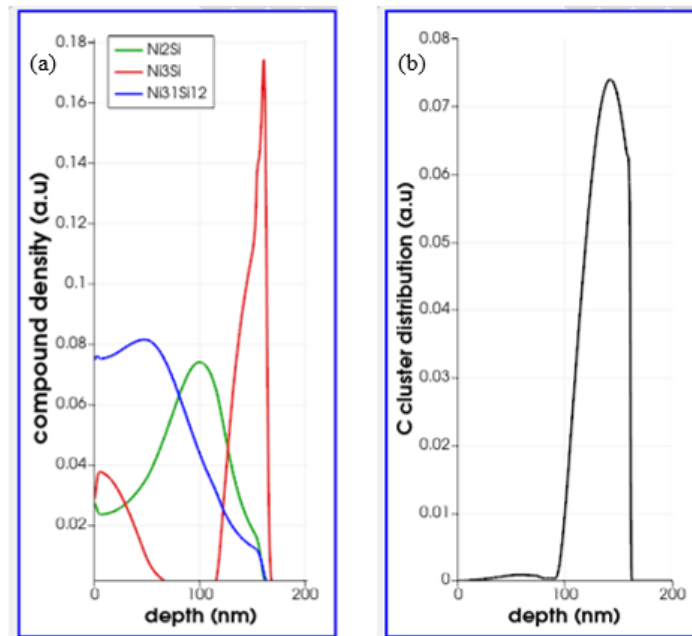 (a)
Ni2Si
Ni3Si
Ni31Si12
0.18
0.16
0.14
0.12
0.1
0.08
0.06
0.04
0.02
compound density (a.u)
0
100
200
depth (nm)
(b)
0.08
0.07
0.06
0.05
0.04
0.03
0.02
0.01
0
C cluster distribution (a.u)
0
100
200
depth (nm)